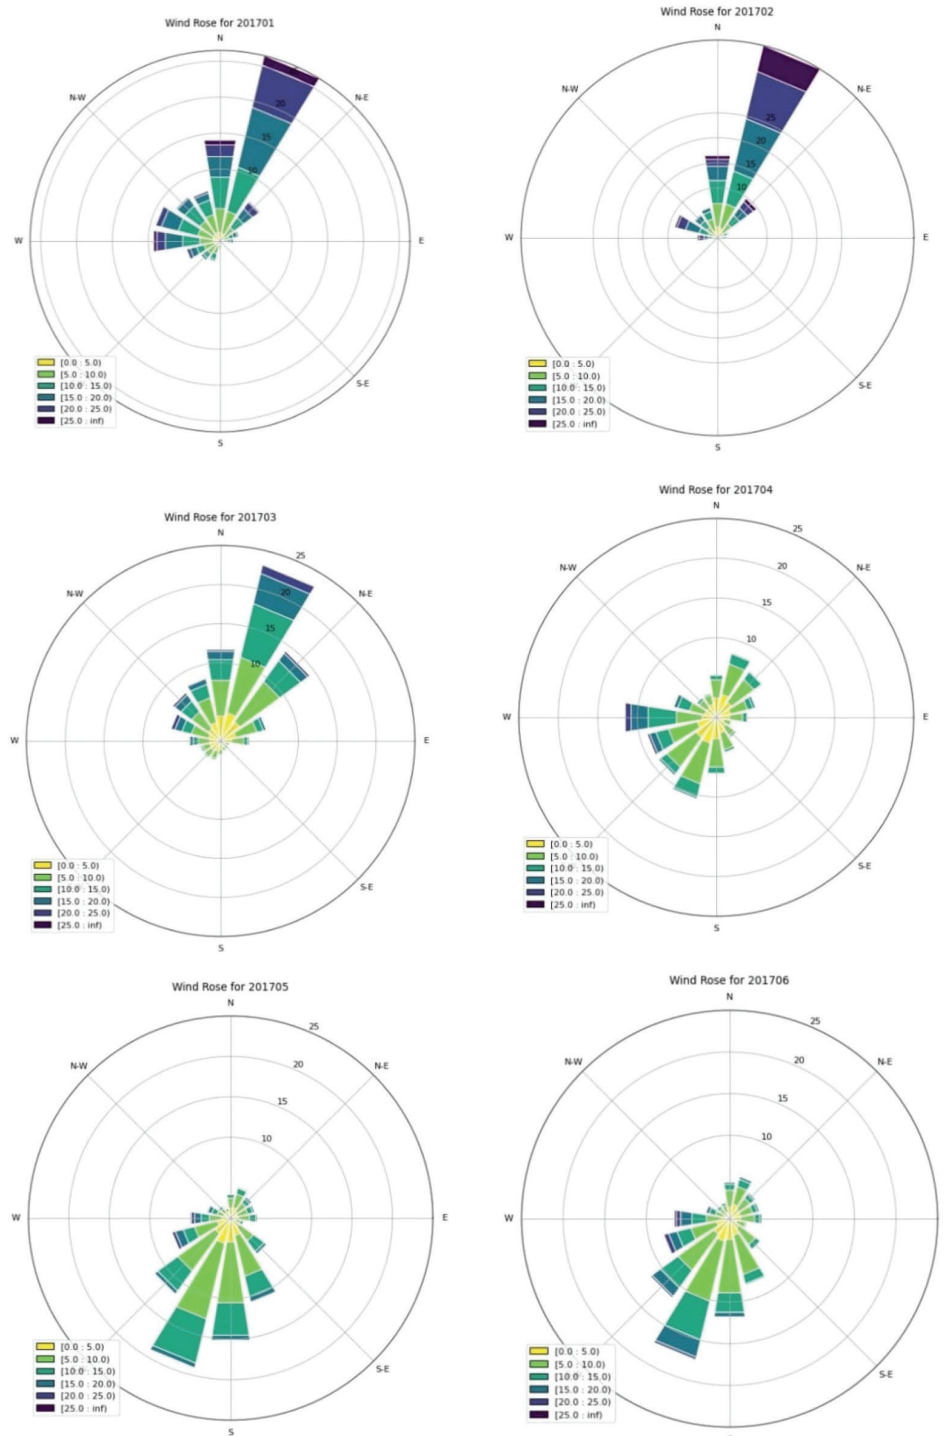 Wind Rose for 201701
N
N-W
N-E
20
15
10
W
E
S-E
S
[0.0 : 5.0)
[5.0 : 10.0)
[10.0 : 15.0)
[15.0 : 20.0)
[20.0 : 25.0)
[25.0 : inf)
Wind Rose for 201702
N
N-W
N-E
25
20
15
10
W
E
S-E
S
[0.0 : 5.0)
[5.0 : 10.0)
[10.0 : 15.0)
[15.0 : 20.0)
[20.0 : 25.0)
[25.0 : inf)
Wind Rose for 201703
N
25
N-W
N-E
20
15
10
W
E
S-E
S
[0.0 : 5.0)
[5.0 : 10.0)
[10.0 : 15.0)
[15.0 : 20.0)
[20.0 : 25.0)
[25.0 : inf)
Wind Rose for 201704
N
25
N-W
N-E
20
15
10
W
E
S-E
S
[0.0 : 5.0)
[5.0 : 10.0)
[10.0 : 15.0)
[15.0 : 20.0)
[20.0 : 25.0)
[25.0 : inf)
Wind Rose for 201705
N
25
N-W
N-E
20
15
10
W
E
S-E
S
[0.0 : 5.0)
[5.0 : 10.0)
[10.0 : 15.0)
[15.0 : 20.0)
[20.0 : 25.0)
[25.0 : inf)
Wind Rose for 201706
N
25
N-W
N-E
20
15
10
W
S-E
[0.0 : 5.0)
[5.0 : 10.0)
[10.0 : 15.0)
[15.0 : 20.0)
[20.0 : 25.0)
[25.0 : inf)